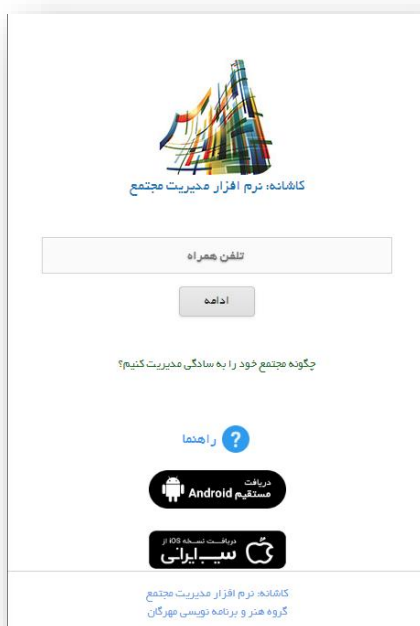 کاشانه: نرم افزار مدیریت مجتمع
تلفن همراه
ادامه
چگونه مجتمع خود را به سادگی مدیریت کنیم؟
راهنما ?
دریافت
مستقیم Android
دریافت نسخه iOS از
سیب ایرانی
کاشانه: نرم افزار مدیریت مجتمع
گروه هنر و برنامه نویسی مهرگان